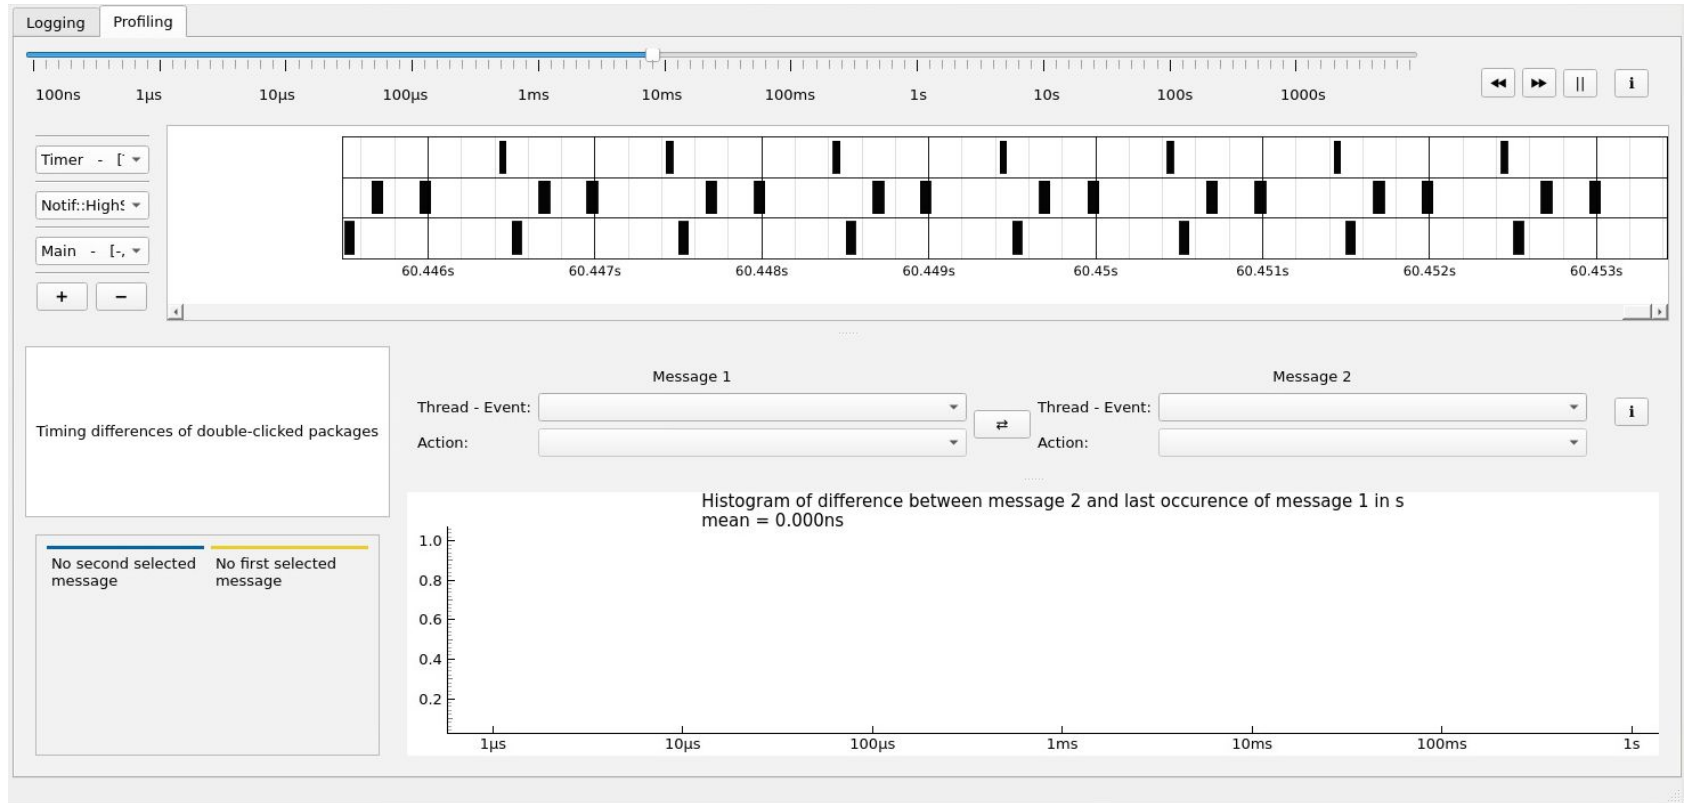 Logging Profiling
100ns 1µs 10µs 100µs 1ms 10ms 100ms 1s 10s 100s 1000s
i
Timer - ['
Notif::HighS
Main - [-,
+ −
60.446s 60.447s 60.448s 60.449s 60.45s 60.451s 60.452s 60.453s
Timing differences of double-clicked packages
Message 1 Message 2
Thread - Event: Thread - Event:
i
⇄
Action: Action:
No second selected message
No first selected message
Histogram of difference between message 2 and last occurence of message 1 in s
mean = 0.000ns
1.0
0.8
0.6
0.4
0.2
1µs 10µs 100µs 1ms 10ms 100ms 1s